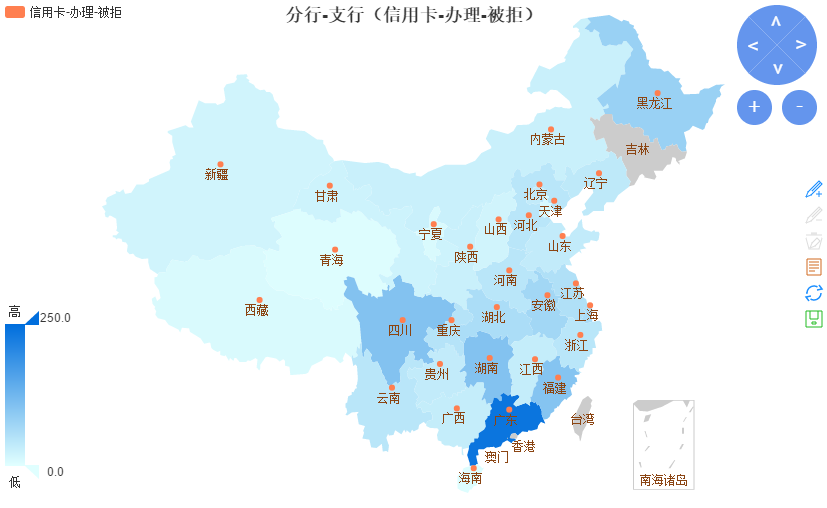 信用卡-办理-被拒
分行-支行（信用卡-办理-被拒）
黑龙江
内蒙古
吉林
新疆
甘肃
北京
辽宁
天津
宁夏
山西
河北
青海
陕西
山东
河南
西藏
江苏
安徽
上海
高
250.0
四川
重庆
湖北
浙江
贵州
湖南
江西
云南
福建
广西
广东
台湾
香港
澳门
海南
南海诸岛
0.0
低